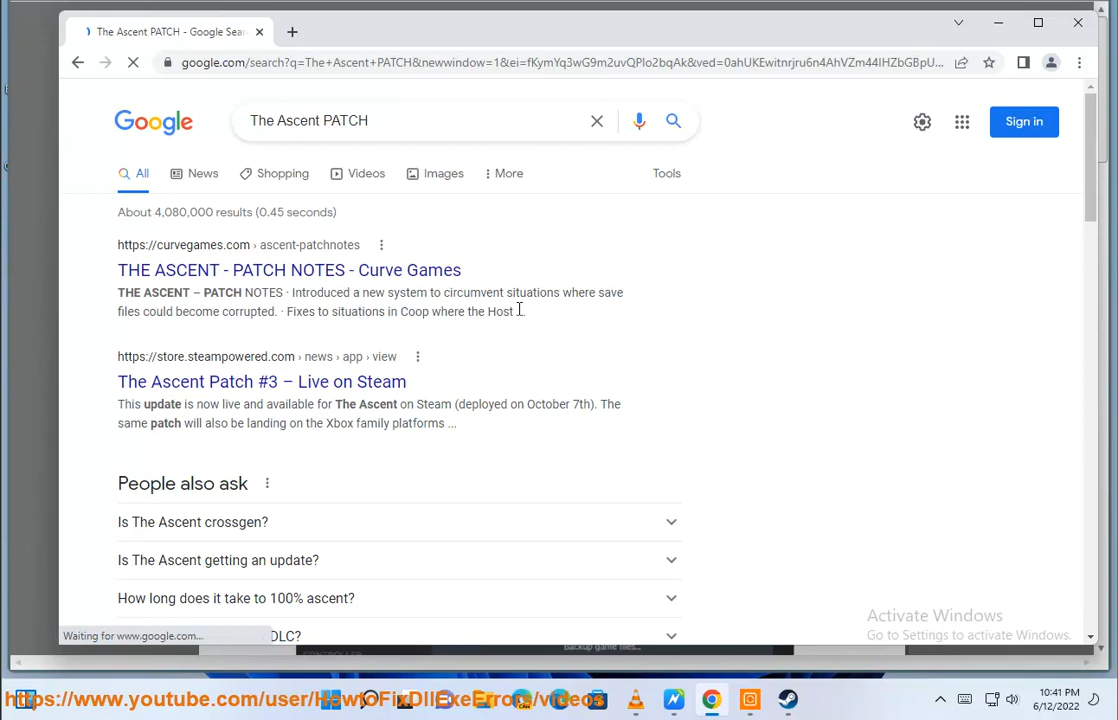 The Ascent PATCH - Google Sear
google.com/search?q=The+Ascent+PATCH&newwindow=1&ei=fKymYq3wG9m2uvQPlo2bqAk&ved=0ahUKEwitnrjru6n4AhVZm44IHZbGBpU...
Google
The Ascent PATCH
Sign in
All
News
Shopping
Videos
Images
More
Tools
About 4,080,000 results (0.45 seconds)
https://curvegames.com › ascent-patchnotes
THE ASCENT - PATCH NOTES - Curve Games
THE ASCENT – PATCH NOTES · Introduced a new system to circumvent situations where save
files could become corrupted. · Fixes to situations in Coop where the Host ...
https://store.steampowered.com › news › app › view
The Ascent Patch #3 – Live on Steam
This update is now live and available for The Ascent on Steam (deployed on October 7th). The
same patch will also be landing on the Xbox family platforms ...
People also ask
Is The Ascent crossgen?
Is The Ascent getting an update?
How long does it take to 100% ascent?
DLC?
Waiting for www.google.com...
Activate Windows
Go to Settings to activate Windows.
Backup game files...
https://www.youtube.com/user/HowtoFixDllExeErrors/videos
10:41 PM
6/12/2022